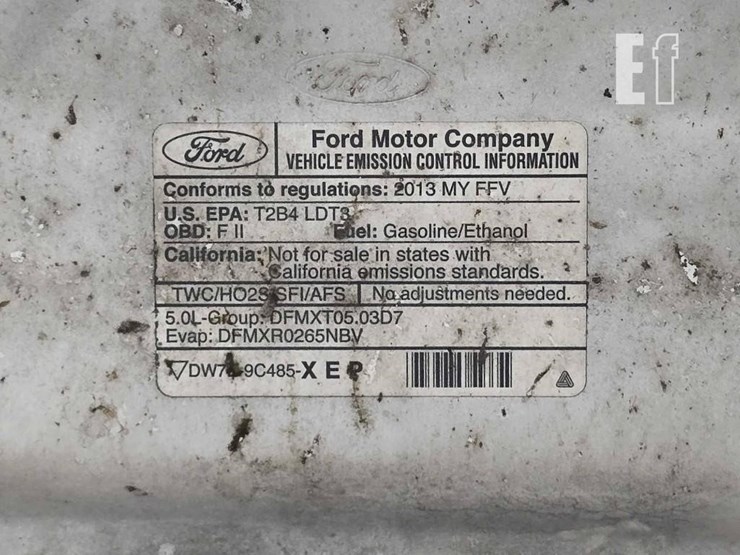 Ef
Ford
Ford
Ford Motor Company
VEHICLE EMISSION CONTROL INFORMATION
Conforms to regulations: 2013 MY FFV
U.S. EPA: T2B4 LDT3
OBD: F II Fuel: Gasoline/Ethanol
California: Not for sale in states with
California emissions standards.
TWC/HO2S/SFI/AFS No adjustments needed.
5.0L-Group: DFMXT05.03D7
Evap: DFMXR0265NBV
-9C485-X E P